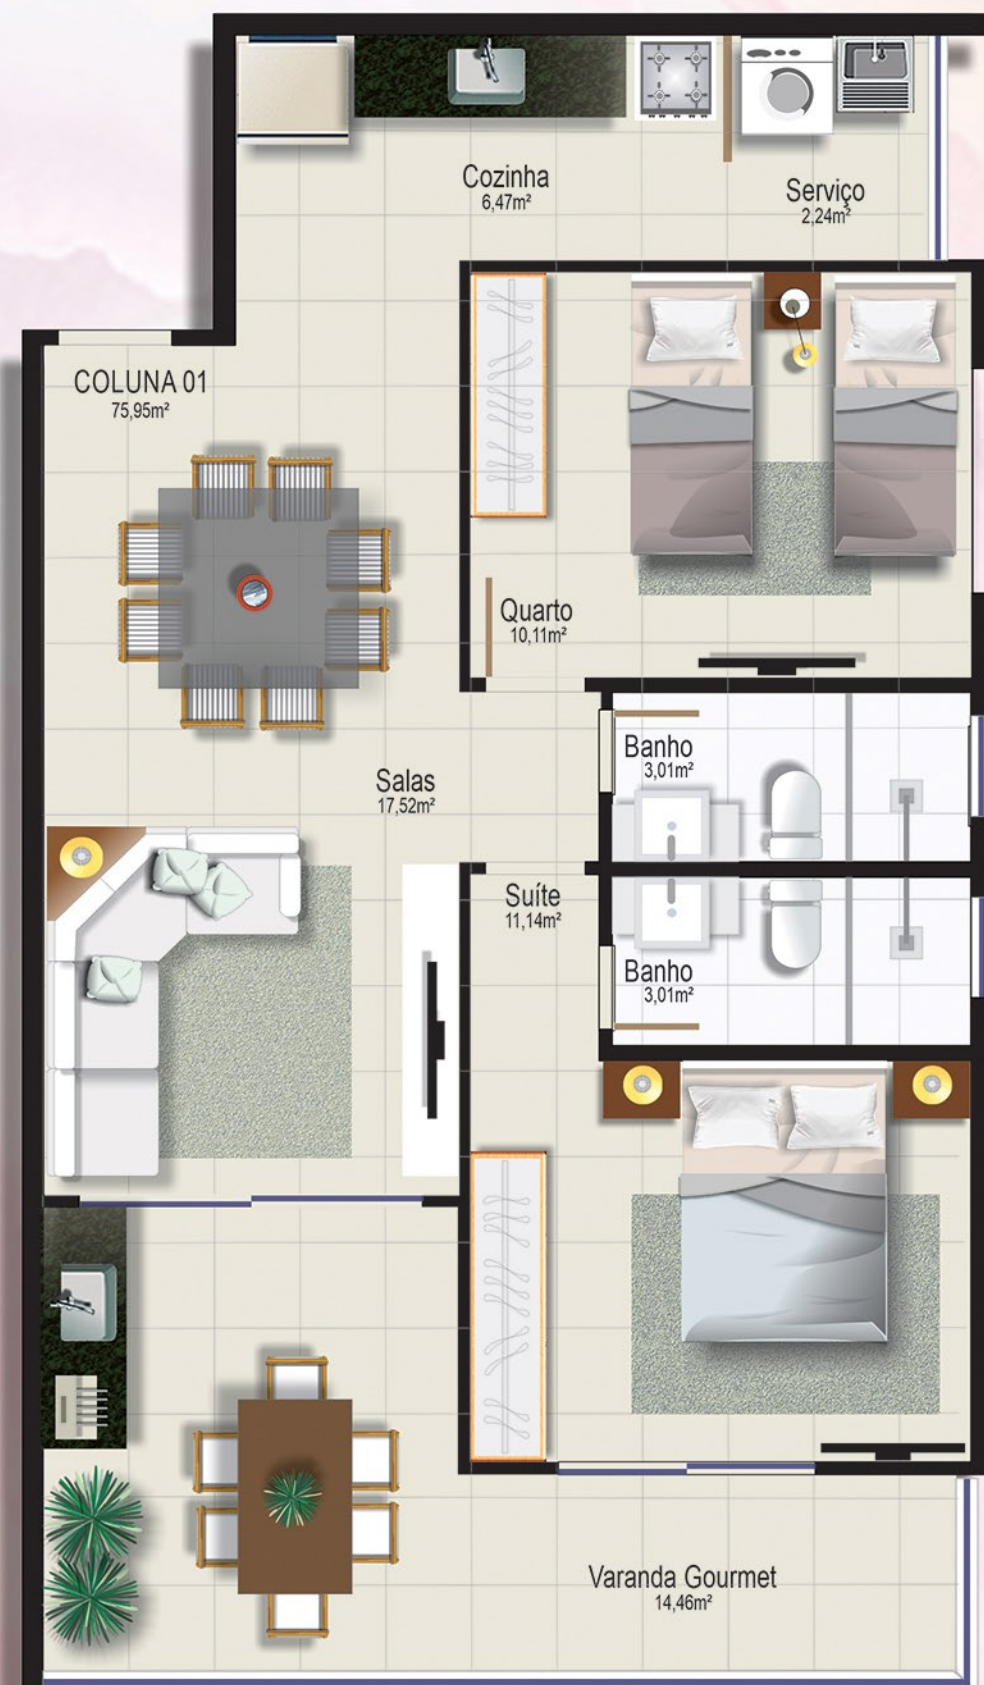 Cozinha
6,47m²
Serviço
2,24m²
COLUNA 01
75,95m²
Quarto
10,11m²
Banho
3,01m²
Salas
17,52m²
Suíte
11,14m²
Banho
3,01m²
Varanda Gourmet
14,46m²